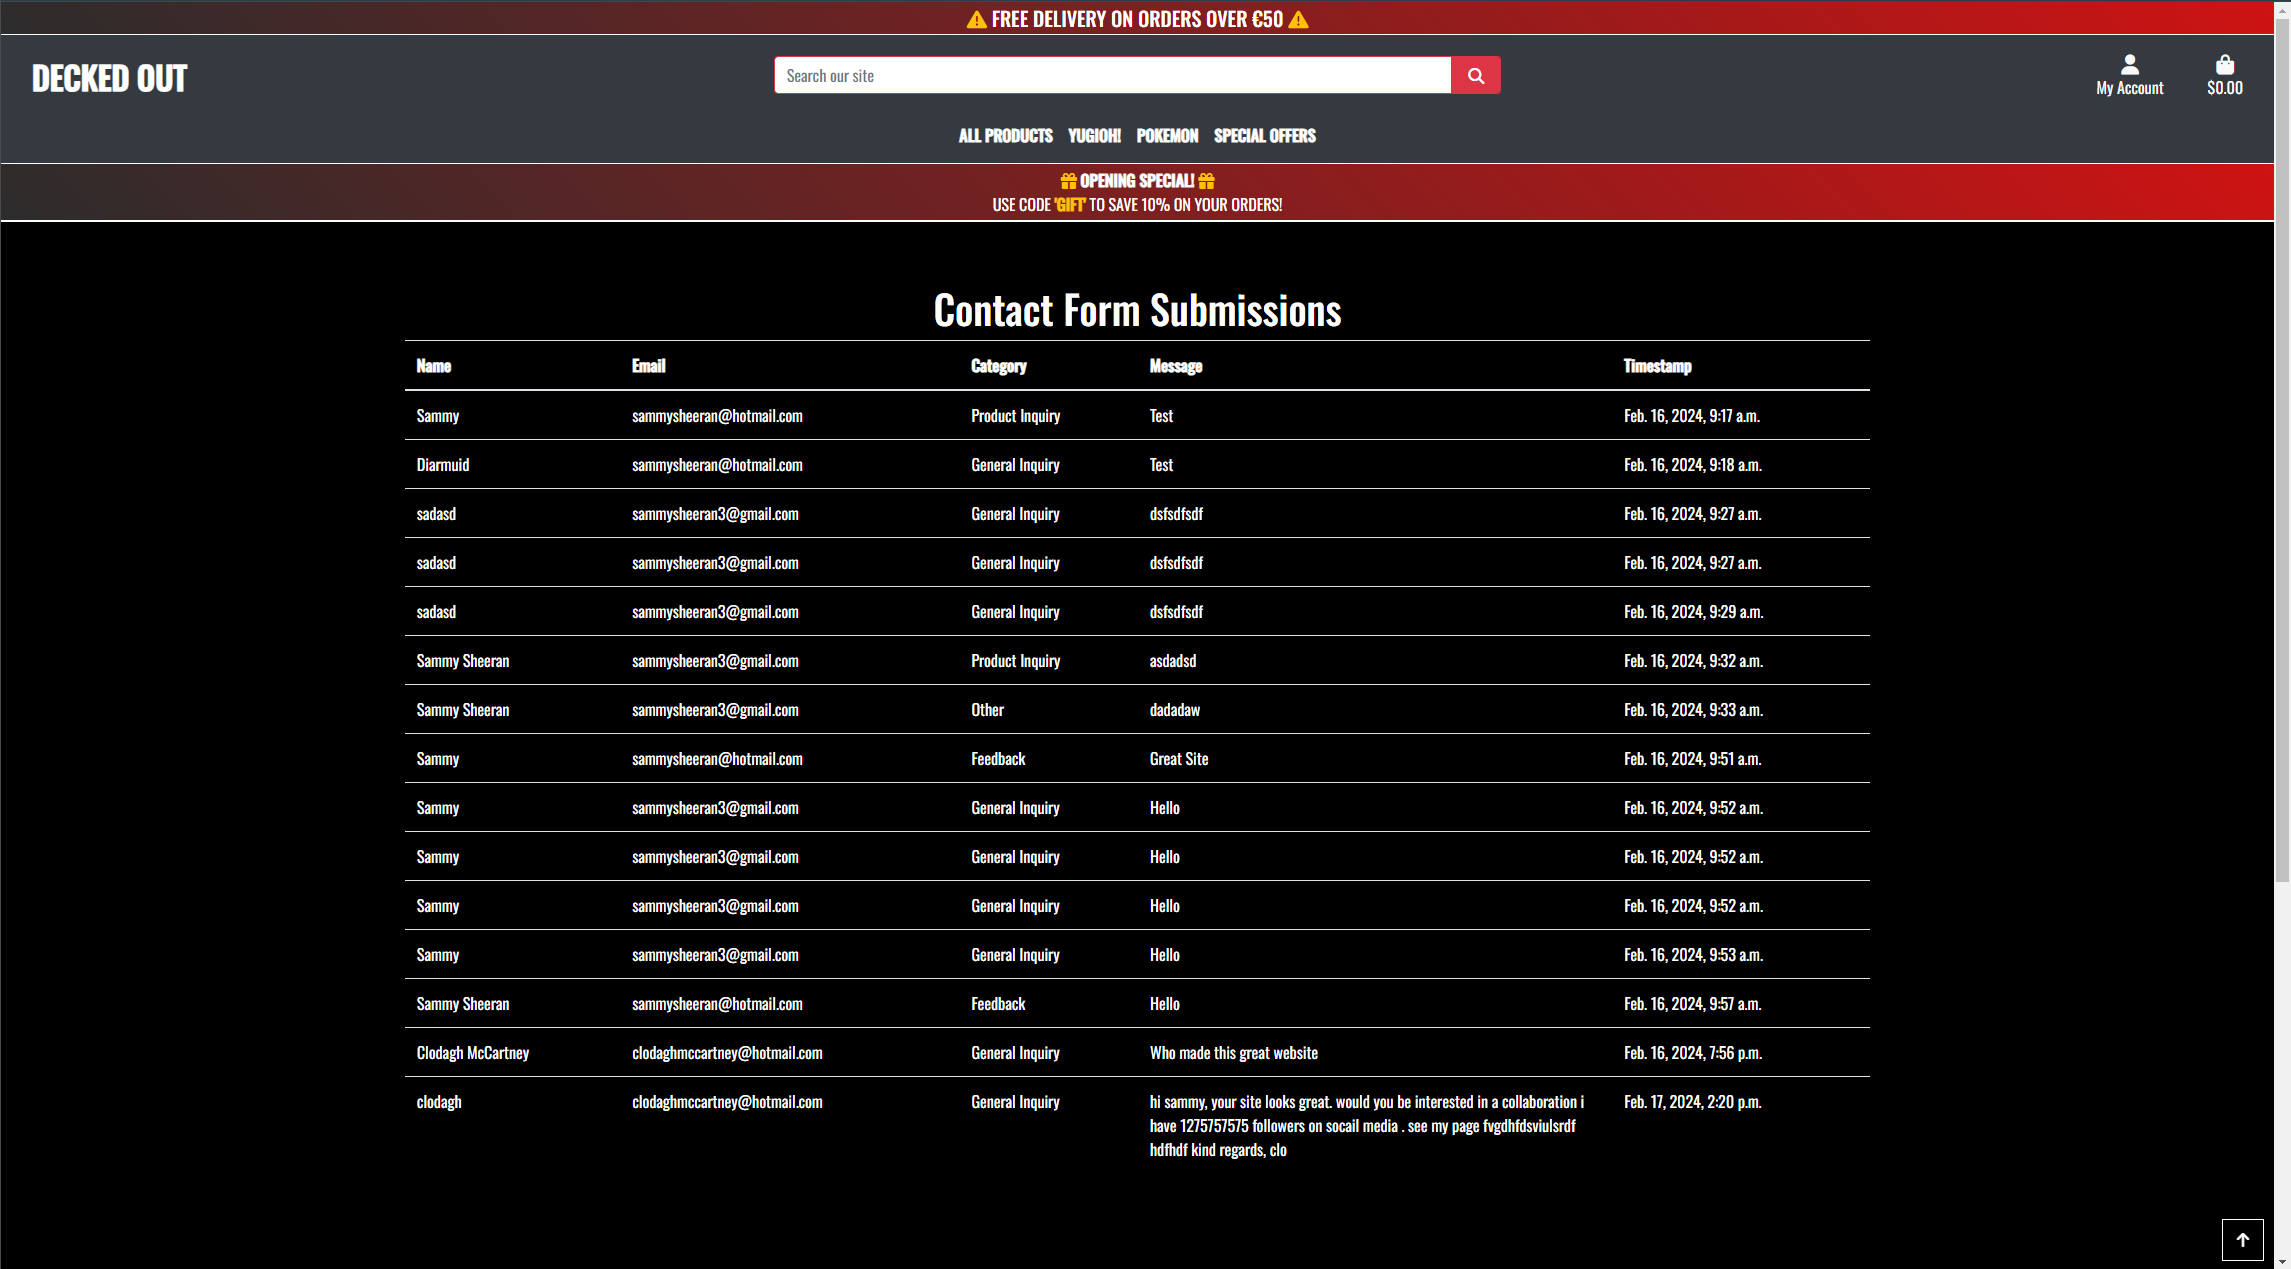 FREE DELIVERY ON ORDERS OVER €50
DECKED OUT
Search our site
My Account
$0.00
ALL PRODUCTS YUGIOH! POKEMON SPECIAL OFFERS
OPENING SPECIAL!
USE CODE 'GIFT' TO SAVE 10% ON YOUR ORDERS!
Contact Form Submissions
Name Email Category Message Timestamp
Sammy sammysheeran@hotmail.com Product Inquiry Test Feb. 16, 2024, 9:17 a.m.
Diarmuid sammysheeran@hotmail.com General Inquiry Test Feb. 16, 2024, 9:18 a.m.
sadasd sammysheeran3@gmail.com General Inquiry dsfsdfsdf Feb. 16, 2024, 9:27 a.m.
sadasd sammysheeran3@gmail.com General Inquiry dsfsdfsdf Feb. 16, 2024, 9:27 a.m.
sadasd sammysheeran3@gmail.com General Inquiry dsfsdfsdf Feb. 16, 2024, 9:29 a.m.
Sammy Sheeran sammysheeran3@gmail.com Product Inquiry asdadsd Feb. 16, 2024, 9:32 a.m.
Sammy Sheeran sammysheeran3@gmail.com Other dadadaw Feb. 16, 2024, 9:33 a.m.
Sammy sammysheeran@hotmail.com Feedback Great Site Feb. 16, 2024, 9:51 a.m.
Sammy sammysheeran3@gmail.com General Inquiry Hello Feb. 16, 2024, 9:52 a.m.
Sammy sammysheeran3@gmail.com General Inquiry Hello Feb. 16, 2024, 9:52 a.m.
Sammy sammysheeran3@gmail.com General Inquiry Hello Feb. 16, 2024, 9:52 a.m.
Sammy sammysheeran3@gmail.com General Inquiry Hello Feb. 16, 2024, 9:53 a.m.
Sammy Sheeran sammysheeran@hotmail.com Feedback Hello Feb. 16, 2024, 9:57 a.m.
Clodagh McCartney clodaghmccartney@hotmail.com General Inquiry Who made this great website Feb. 16, 2024, 7:56 p.m.
clodagh clodaghmccartney@hotmail.com General Inquiry hi sammy, your site looks great. would you be interested in a collaboration i Feb. 17, 2024, 2:20 p.m.
have 1275757575 followers on socail media . see my page fvgdhfdsviulsrdf
hdfhdf kind regards, clo